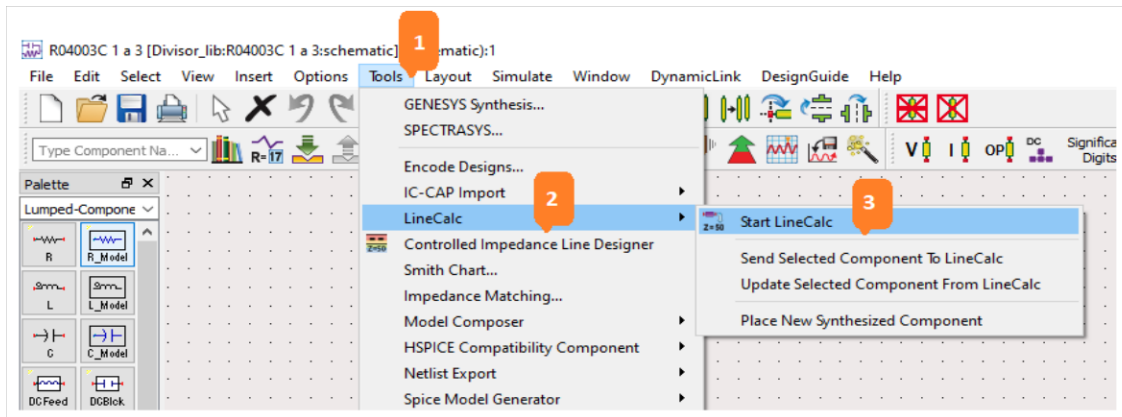 1
R04003C 1 a 3 [Divisor_lib:R04003C 1 a 3:schematic] ematic):1
File Edit Select View Insert Options Tools Layout Simulate Window DynamicLink DesignGuide Help
GENESYS Synthesis...
SPECTRASYS...
Type Component Na...
R=17
V I OP DC
Significa
Digits
Encode Designs...
Palette
IC-CAP Import
2
Lumped-Compone
LineCalc
3
Z=50 Start LineCalc
R R_Model
Z=50 Controlled Impedance Line Designer
Send Selected Component To LineCalc
Smith Chart...
Update Selected Component From LineCalc
L L_Model
Impedance Matching...
Place New Synthesized Component
Model Composer
C C_Model
HSPICE Compatibility Component
Netlist Export
DCFeed DCBlck
Spice Model Generator